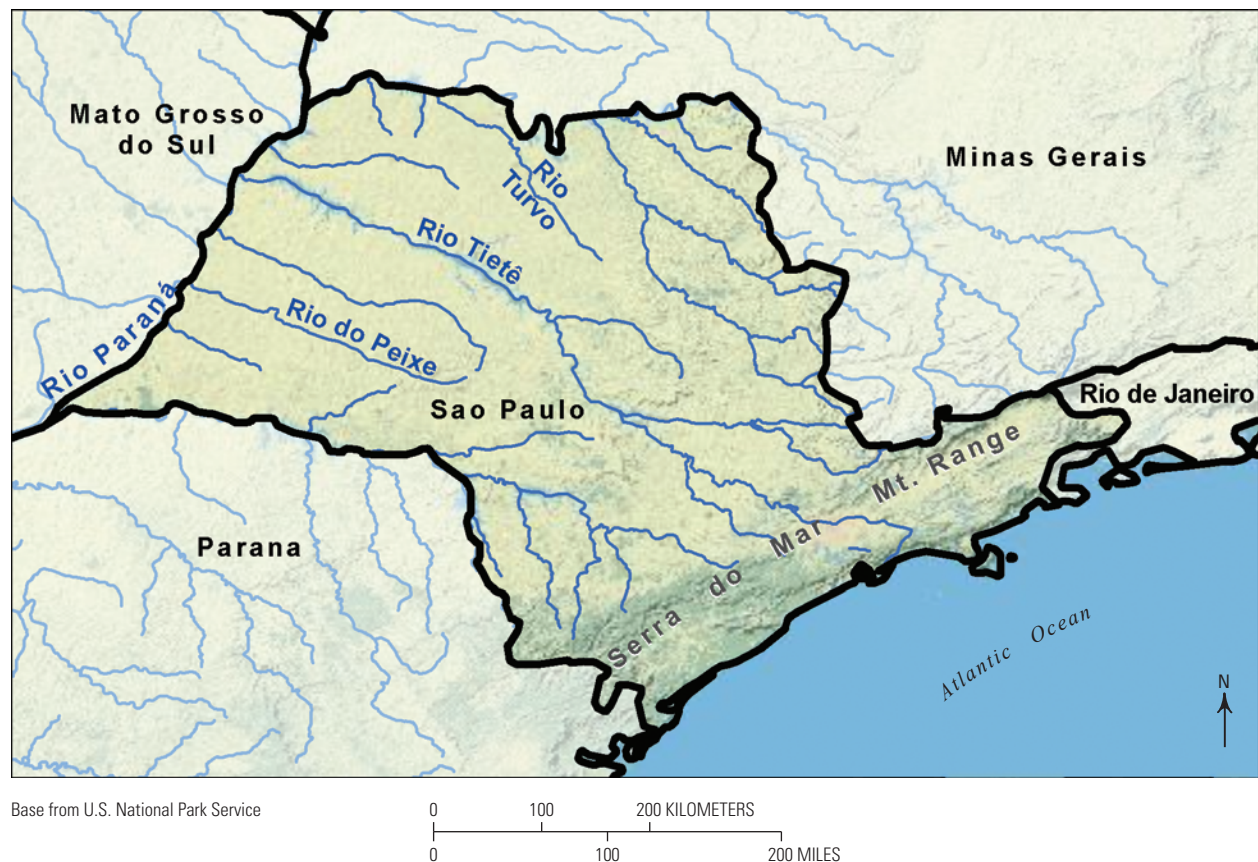 Mato Grosso
do Sul
Minas Gerais
Rio
Turvo
Rio Tietê
Rio do Peixe
Rio Paraná
Sao Paulo
Rio de Janeiro
Serra do Mar Mt. Range
Parana
Atlantic Ocean
N
Base from U.S. National Park Service
0 100 200 KILOMETERS
0 100 200 MILES